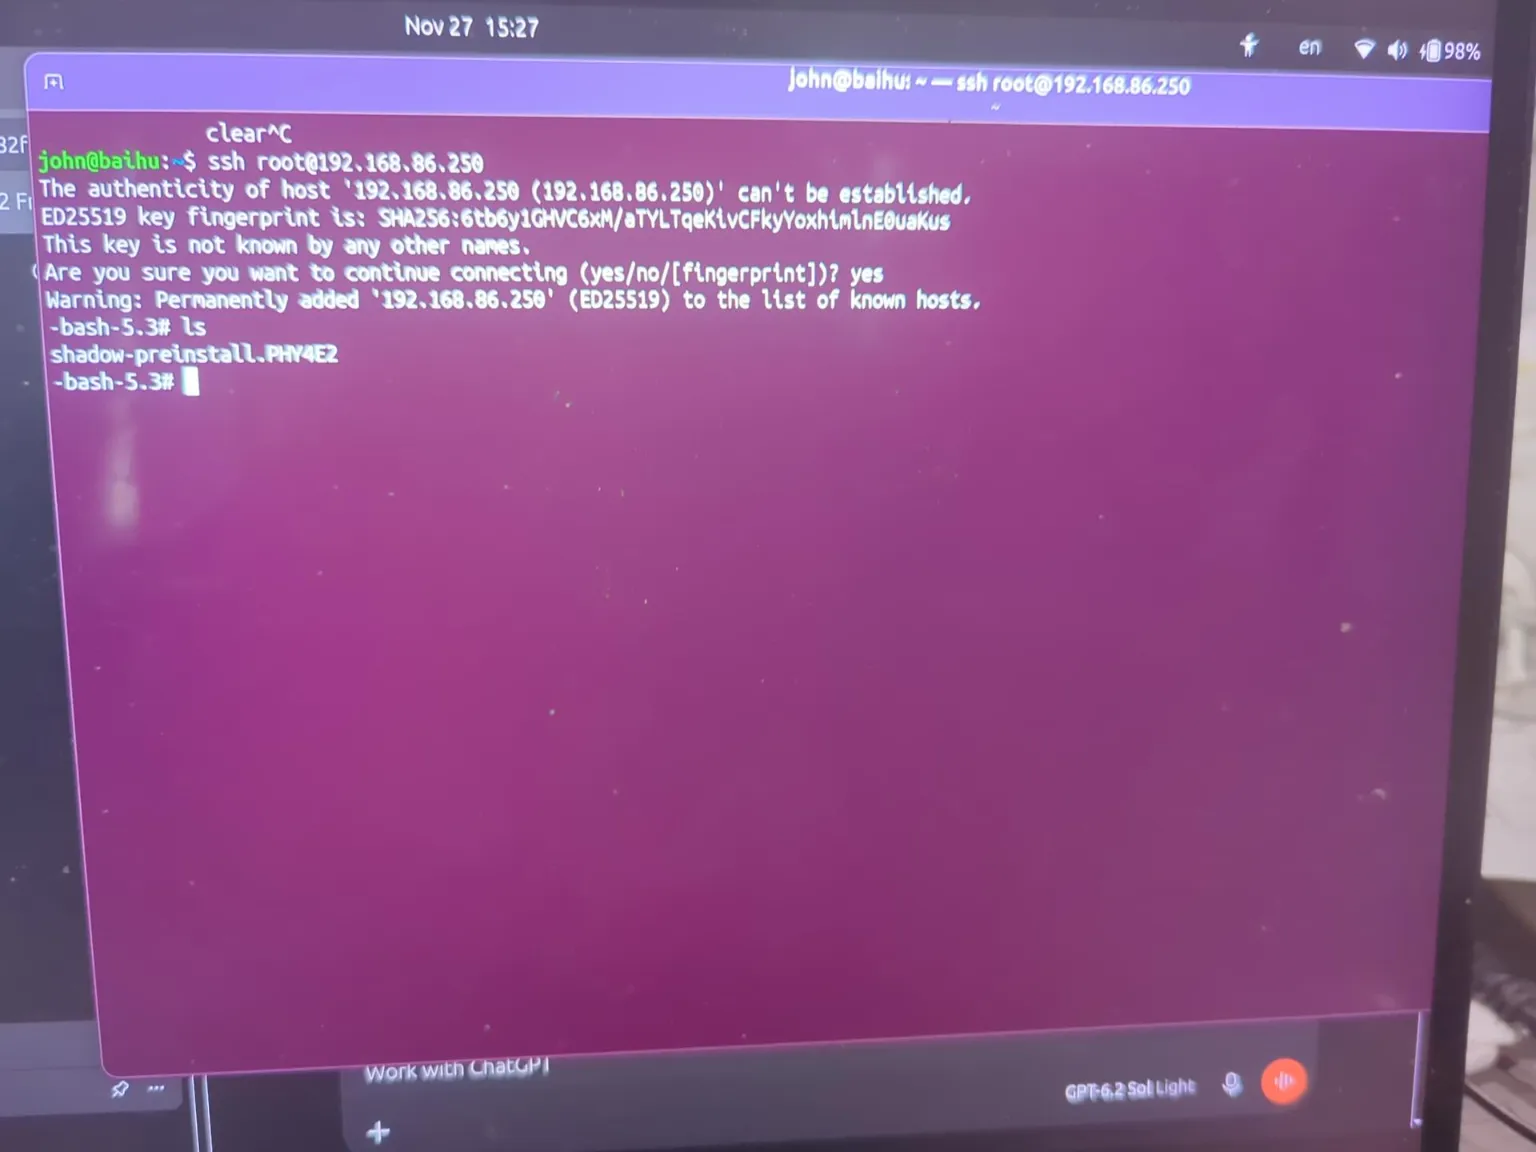 Nov 27 15:27
en
98%
john@baihu: ~ — ssh root@192.168.86.250
~
clear^C
john@baihu:~$ ssh root@192.168.86.250
The authenticity of host '192.168.86.250 (192.168.86.250)' can't be established.
ED25519 key fingerprint is: SHA256:6tb6y1GHVC6xM/aTYLTqeKivCFkyYoxhimlnE0uaKus
This key is not known by any other names.
Are you sure you want to continue connecting (yes/no/[fingerprint])? yes
Warning: Permanently added '192.168.86.250' (ED25519) to the list of known hosts.
-bash-5.3# ls
shadow-preinstall.PHY4E2
-bash-5.3#
Work with ChatGPT
GPT-6.2 Sol Light